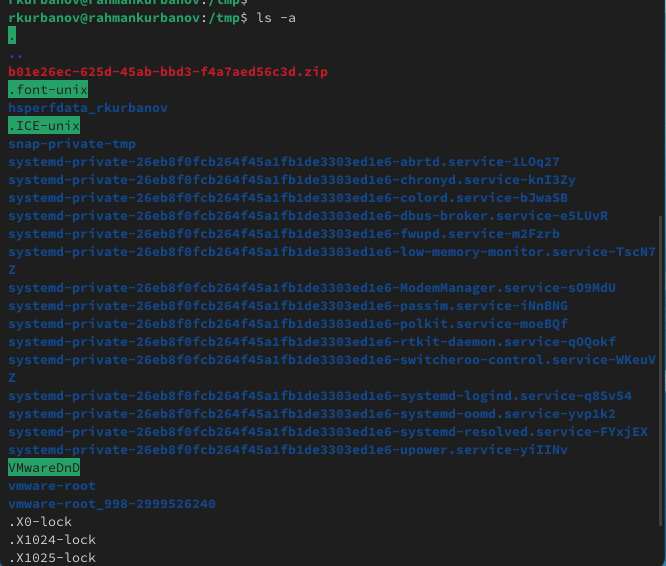 rkurbanov@rahmankurbanov:/tmp$
rkurbanov@rahmankurbanov:/tmp$ ls -a
.
..
b01e26ec-625d-45ab-bbd3-f4a7aed56c3d.zip
.font-unix
hsperfdata_rkurbanov
.ICE-unix
snap-private-tmp
systemd-private-26eb8f0fcb264f45a1fb1de3303ed1e6-abrtd.service-1LOq27
systemd-private-26eb8f0fcb264f45a1fb1de3303ed1e6-chronyd.service-knI3Zy
systemd-private-26eb8f0fcb264f45a1fb1de3303ed1e6-colord.service-bJwaSB
systemd-private-26eb8f0fcb264f45a1fb1de3303ed1e6-dbus-broker.service-e5LUvR
systemd-private-26eb8f0fcb264f45a1fb1de3303ed1e6-fwupd.service-m2Fzrb
systemd-private-26eb8f0fcb264f45a1fb1de3303ed1e6-low-memory-monitor.service-TscN7
Z
systemd-private-26eb8f0fcb264f45a1fb1de3303ed1e6-ModemManager.service-sO9MdU
systemd-private-26eb8f0fcb264f45a1fb1de3303ed1e6-passim.service-iNnBNG
systemd-private-26eb8f0fcb264f45a1fb1de3303ed1e6-polkit.service-moeBQf
systemd-private-26eb8f0fcb264f45a1fb1de3303ed1e6-rtkit-daemon.service-qOQokf
systemd-private-26eb8f0fcb264f45a1fb1de3303ed1e6-switcheroo-control.service-WKeuV
Z
systemd-private-26eb8f0fcb264f45a1fb1de3303ed1e6-systemd-logind.service-q8Sv54
systemd-private-26eb8f0fcb264f45a1fb1de3303ed1e6-systemd-oomd.service-yvp1k2
systemd-private-26eb8f0fcb264f45a1fb1de3303ed1e6-systemd-resolved.service-FYxjEX
systemd-private-26eb8f0fcb264f45a1fb1de3303ed1e6-upower.service-yiIINv
VMwareDnD
vmware-root
vmware-root_998-2999526240
.X0-lock
.X1024-lock
.X1025-lock